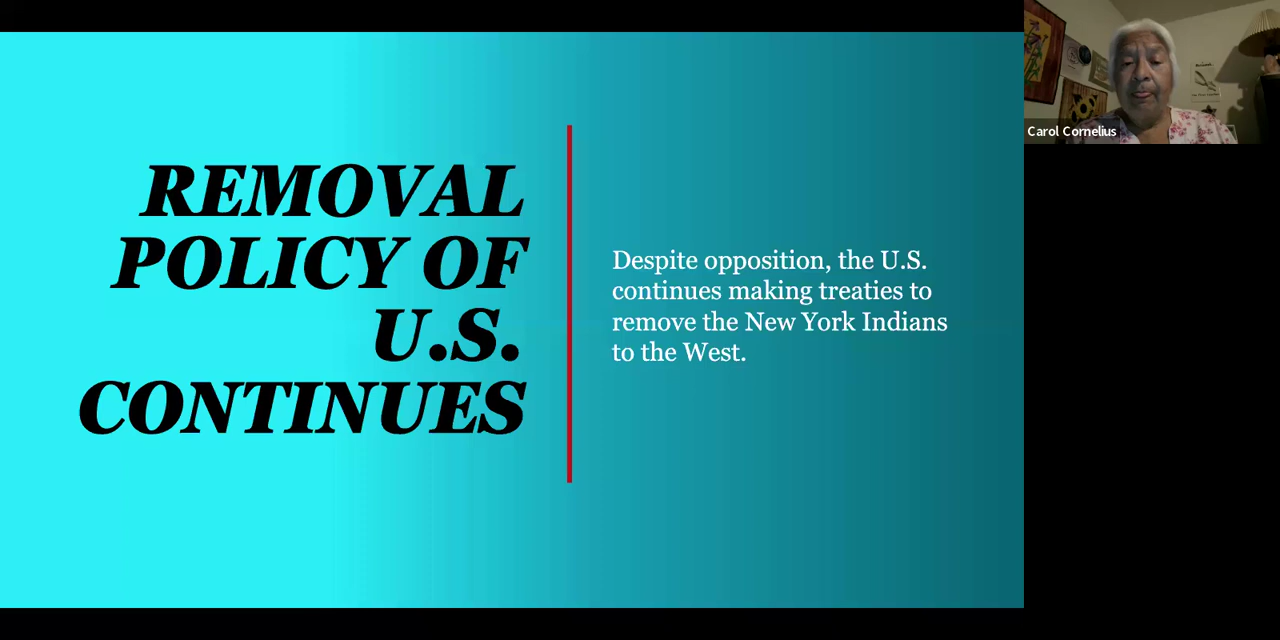 REMOVAL
POLICY OF
U.S.
CONTINUES
Despite opposition, the U.S.
continues making treaties to
remove the New York Indians
to the West.
Carol Cornelius